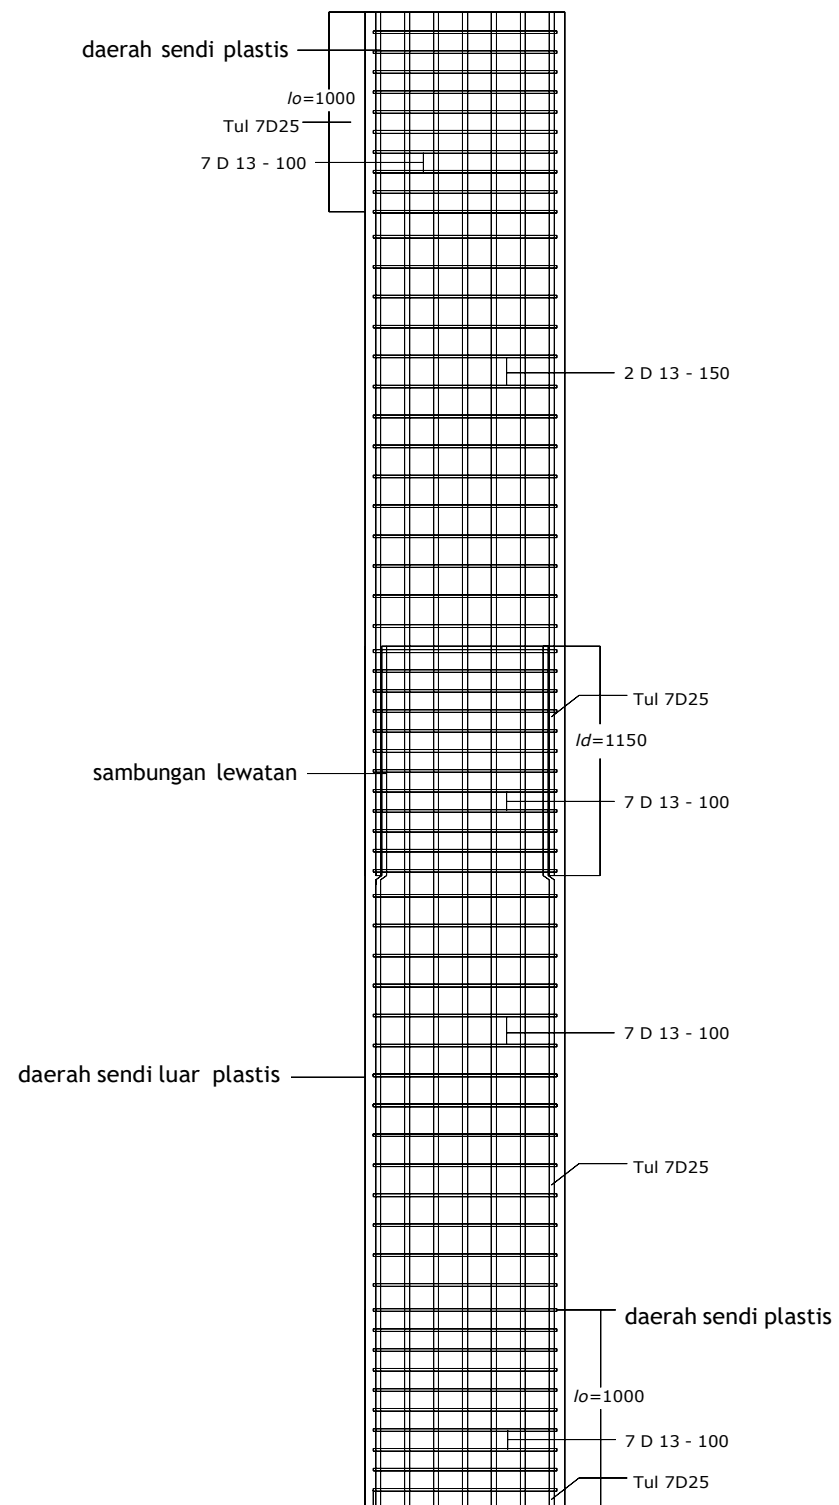 daerah sendi plastis
lo=1000
Tul 7D25
7 D 13 - 100
2 D 13 - 150
Tul 7D25
ld=1150
sambungan lewatan
7 D 13 - 100
7 D 13 - 100
daerah sendi luar plastis
Tul 7D25
daerah sendi plastis
lo=1000
7 D 13 - 100
Tul 7D25